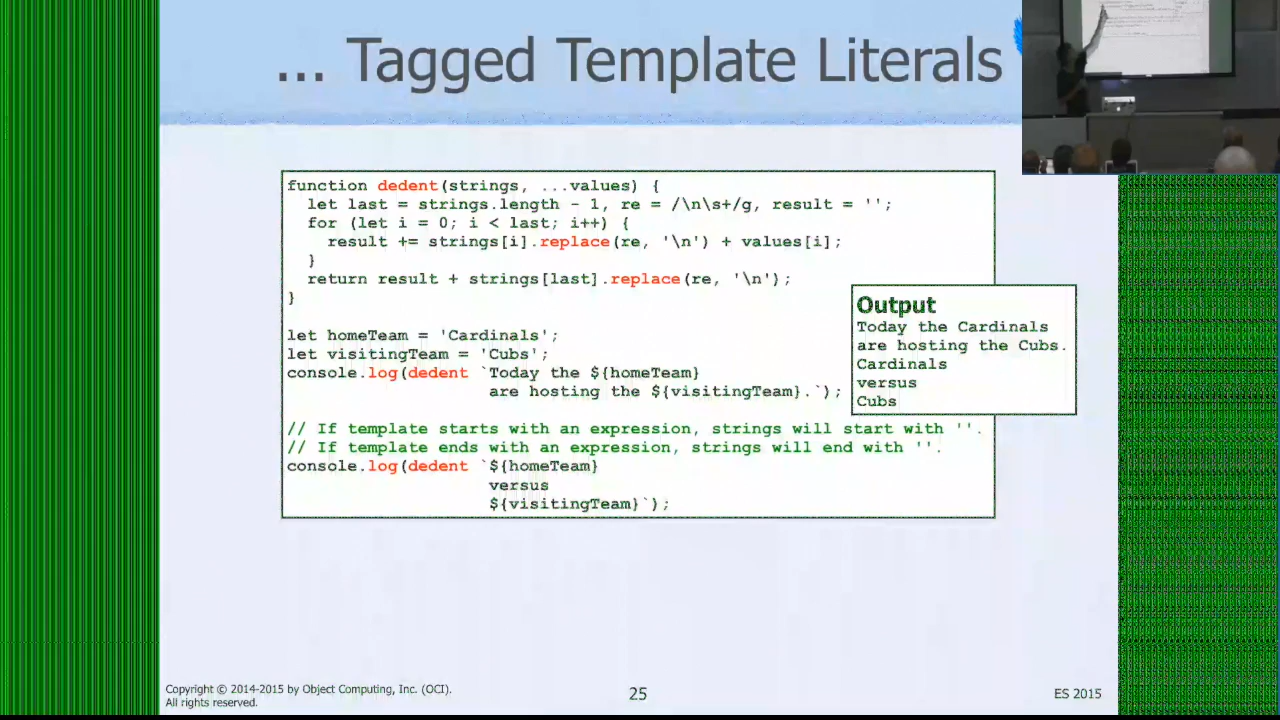 ... Tagged Template Literals
function dedent(strings, ...values) {
let last = strings.length - 1, re = /\n\s+/g, result = '';
for (let i = 0; i < last; i++) {
result += strings[i].replace(re, '\n') + values[i];
}
return result + strings[last].replace(re, '\n');
}
let homeTeam = 'Cardinals';
let visitingTeam = 'Cubs';
console.log(dedent `Today the ${homeTeam}
are hosting the ${visitingTeam}.`);
// If template starts with an expression, strings will start with ''.
// If template ends with an expression, strings will end with ''.
console.log(dedent `${homeTeam}
versus
${visitingTeam}`);
Output
Today the Cardinals
are hosting the Cubs.
Cardinals
versus
Cubs
Copyright © 2014-2015 by Object Computing, Inc. (OCI).
All rights reserved.
25
ES 2015